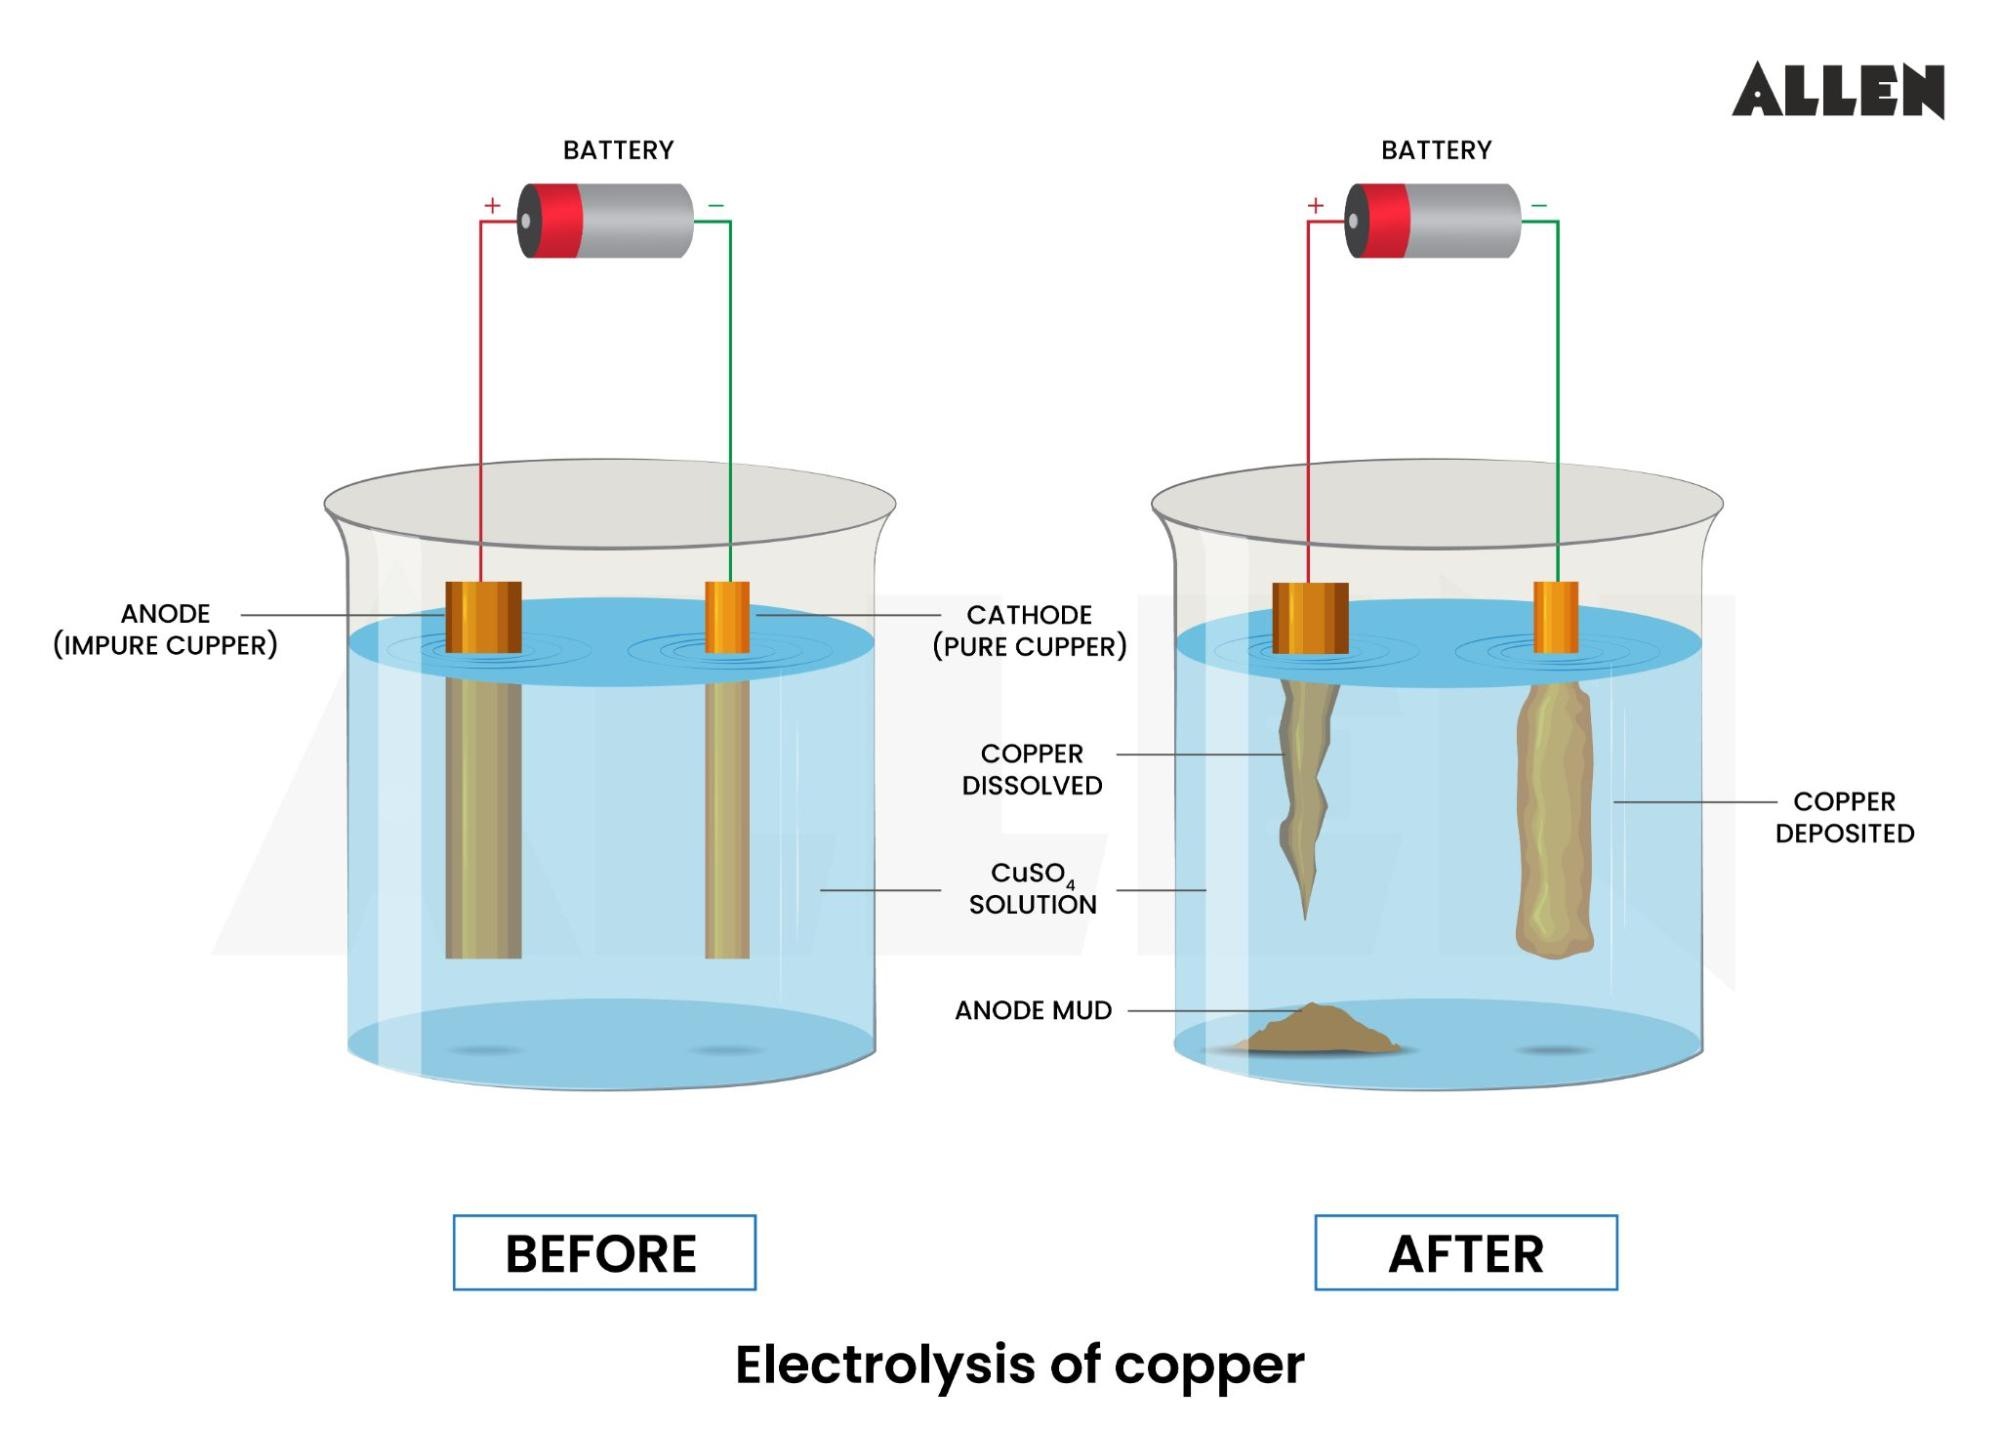 ALLEN
BATTERY
BATTERY
+
−
+
−
ANODE
(IMPURE CUPPER)
CATHODE
(PURE CUPPER)
COPPER
DISSOLVED
COPPER
DEPOSITED
CuSO₄
SOLUTION
ANODE MUD
BEFORE
AFTER
Electrolysis of copper